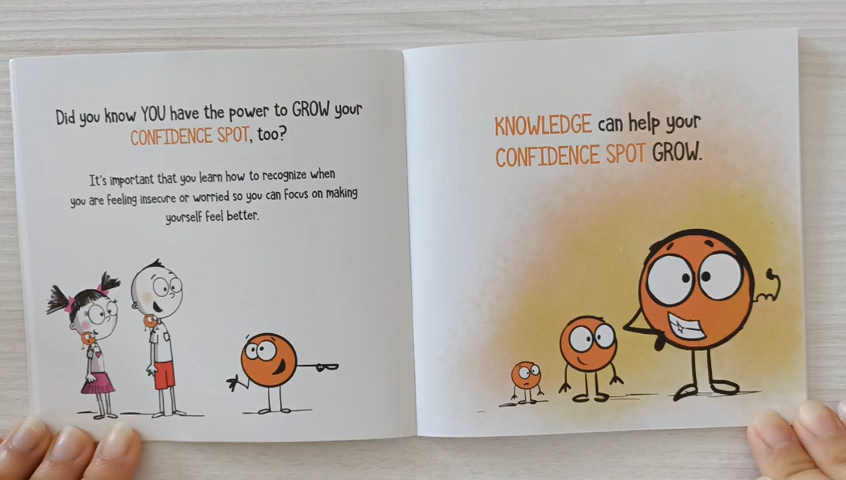 Did you know YOU have the power to GROW your
CONFIDENCE SPOT, too?
It's important that you learn how to recognize when
you are feeling insecure or worried so you can focus on making
yourself feel better.
KNOWLEDGE can help your
CONFIDENCE SPOT GROW.